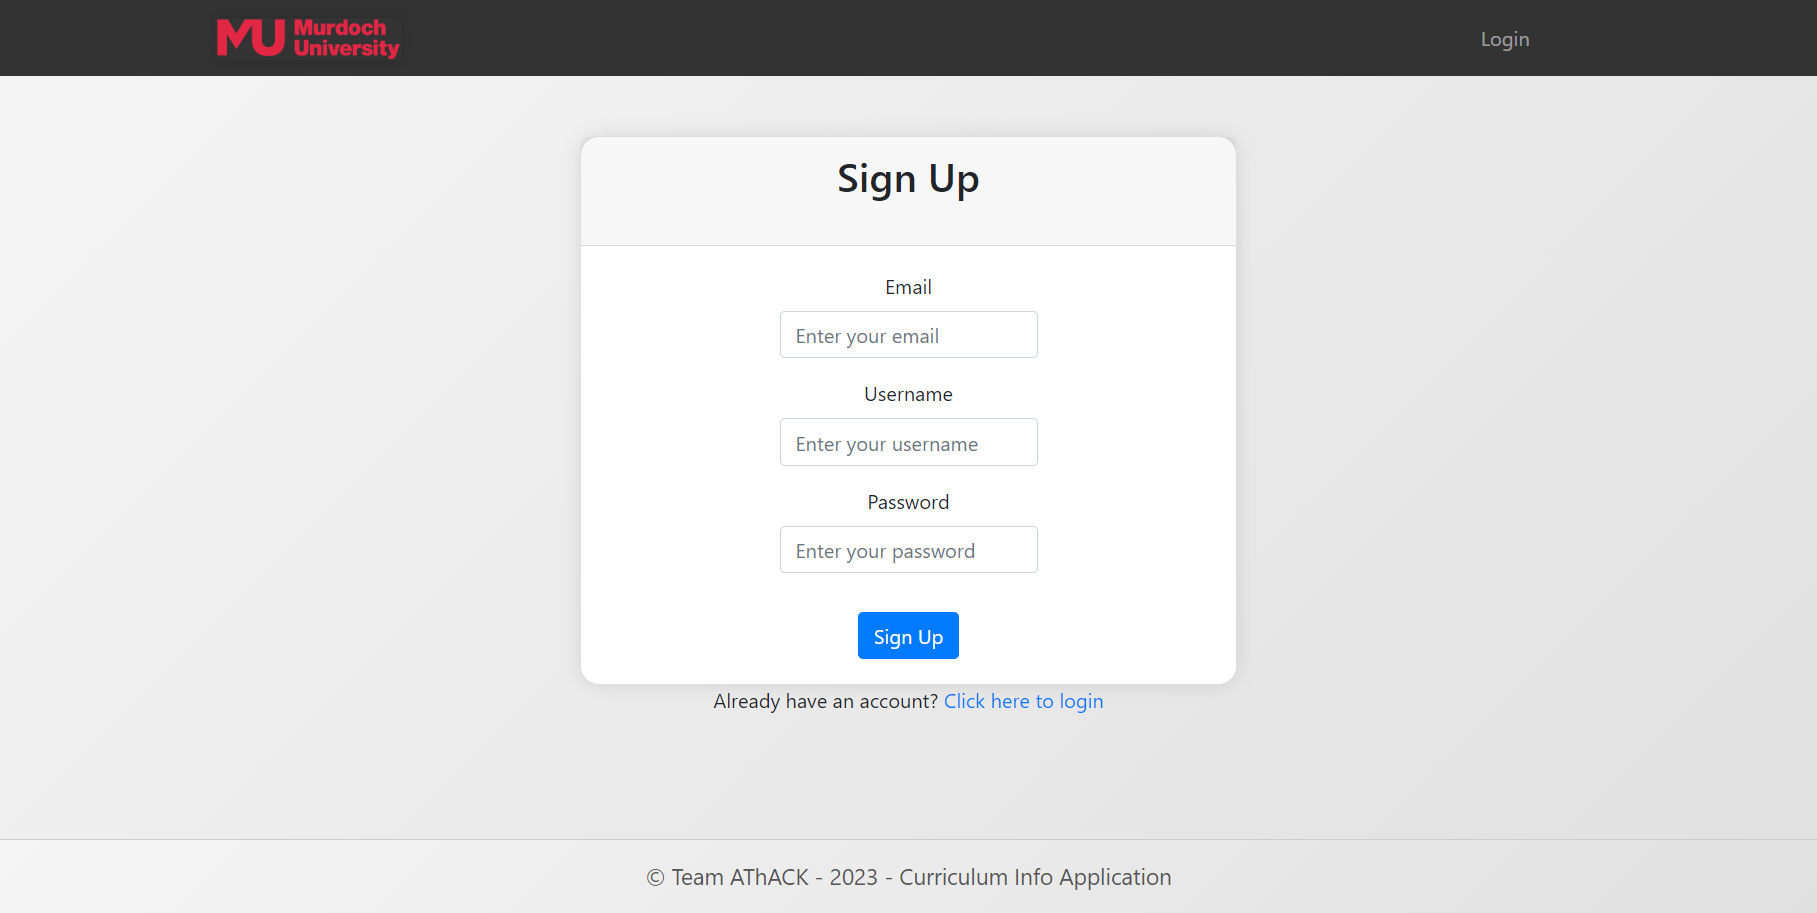 MU Murdoch
University
Login
Sign Up
Email
Enter your email
Username
Enter your username
Password
Enter your password
Sign Up
Already have an account? Click here to login
© Team AThACK - 2023 - Curriculum Info Application